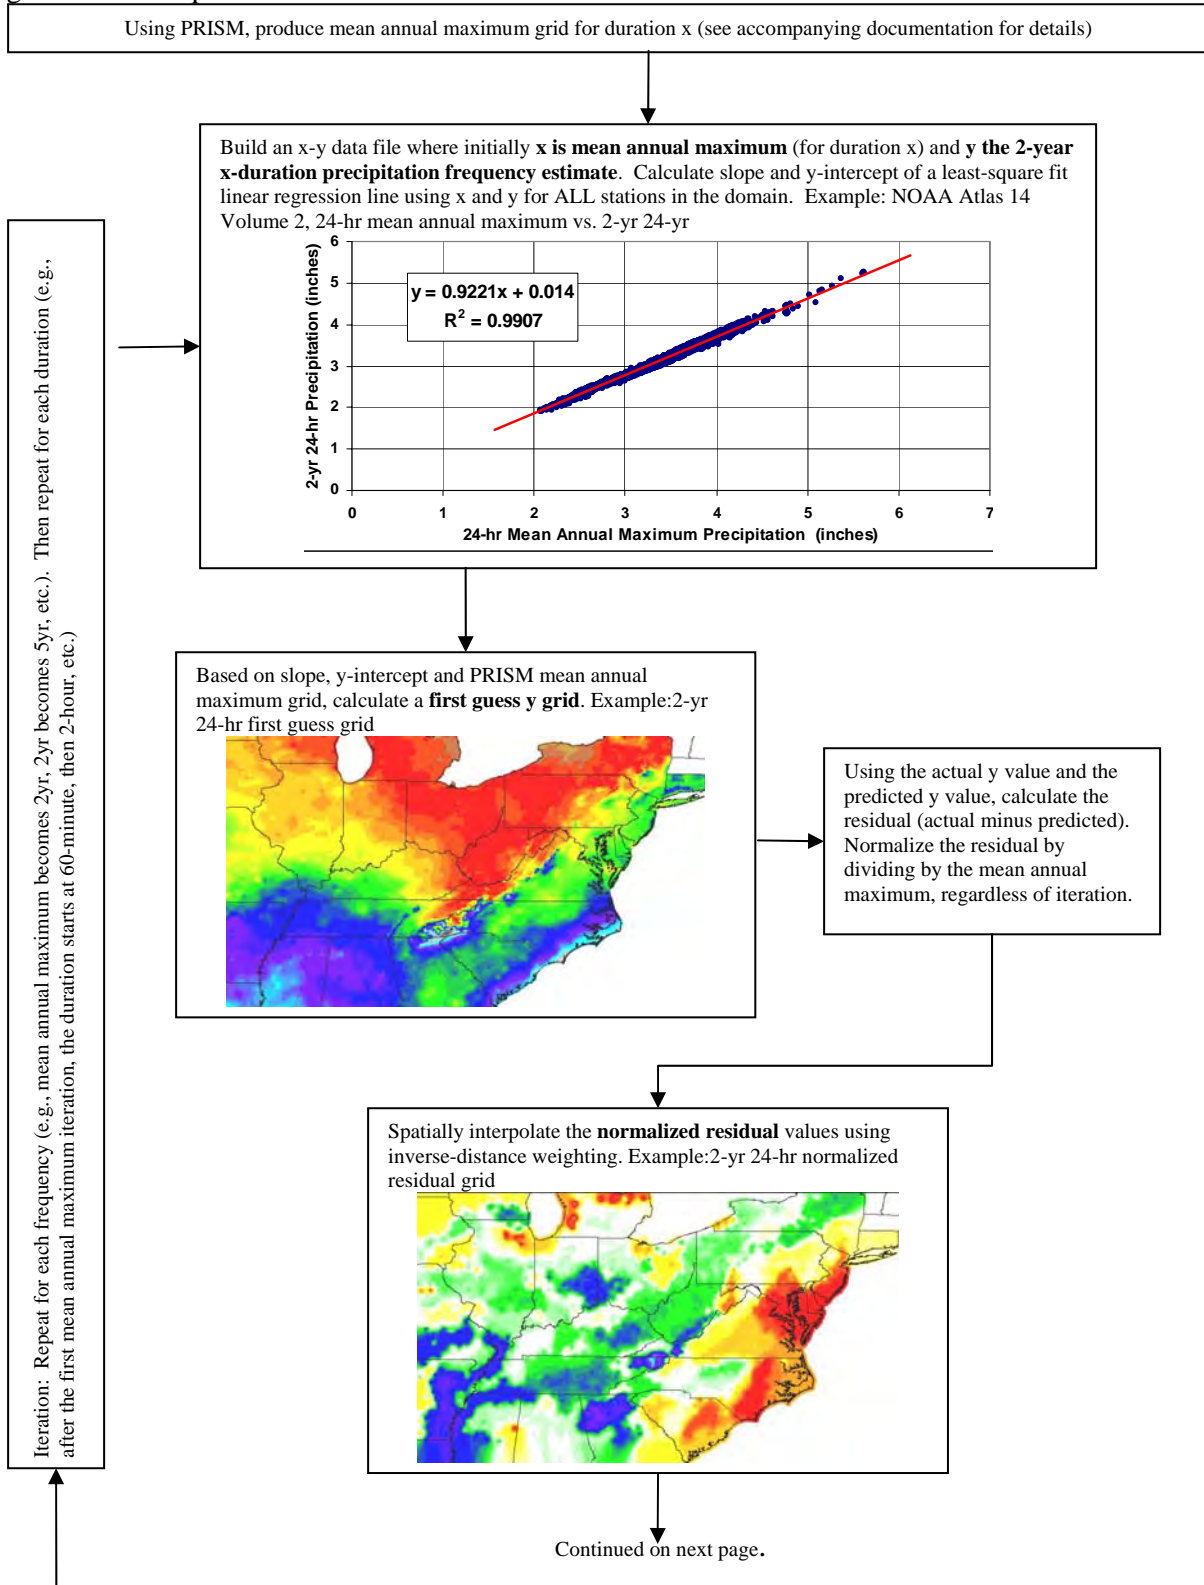 Using PRISM, produce mean annual maximum grid for duration x (see accompanying documentation for details)
Build an x-y data file where initially x is mean annual maximum (for duration x) and y the 2-year
x-duration precipitation frequency estimate. Calculate slope and y-intercept of a least-square fit
linear regression line using x and y for ALL stations in the domain. Example: NOAA Atlas 14
Volume 2, 24-hr mean annual maximum vs. 2-yr 24-yr
2-yr 24-hr Precipitation (inches)
6
5
4
3
2
1
0
y = 0.9221x + 0.014
R² = 0.9907
0 1 2 3 4 5 6 7
24-hr Mean Annual Maximum Precipitation (inches)
Iteration: Repeat for each frequency (e.g., mean annual maximum becomes 2yr, 2yr becomes 5yr, etc.). Then repeat for each duration (e.g.,
after the first mean annual maximum iteration, the duration starts at 60-minute, then 2-hour, etc.)
Based on slope, y-intercept and PRISM mean annual
maximum grid, calculate a first guess y grid. Example:2-yr
24-hr first guess grid
Using the actual y value and the
predicted y value, calculate the
residual (actual minus predicted).
Normalize the residual by
dividing by the mean annual
maximum, regardless of iteration.
Spatially interpolate the normalized residual values using
inverse-distance weighting. Example:2-yr 24-hr normalized
residual grid
Continued on next page.